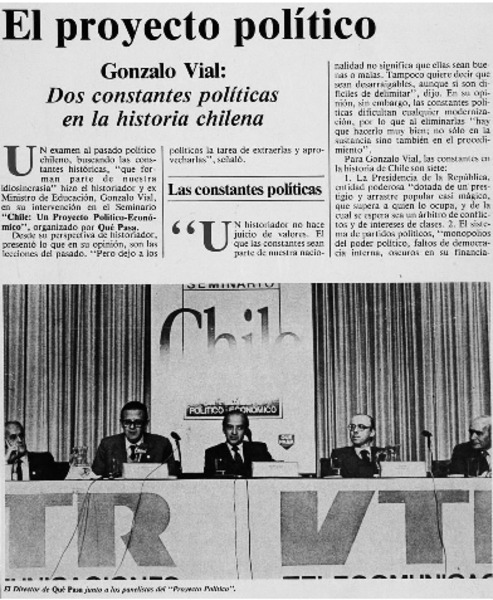 El proyecto político
Gonzalo Vial:
Dos constantes políticas
en la historia chilena
UN examen al pasado político
chileno, buscando las cons-
tantes históricas, "que for-
man parte de nuestra
idiosincrasia" hizo el historiador y ex
Ministro de Educación, Gonzalo Vial,
en su intervención en el Seminario
"Chile: Un Proyecto Político-Econó-
mico", organizado por Qué Pasa.
Desde su perspectiva de historiador,
presentó lo que en su opinión, son las
lecciones del pasado. "Pero dejo a los
políticos la tarea de extraerlas y apro-
vecharlas", señaló.
Las constantes políticas
"UN historiador no hace
juicio de valores. El
que las constantes sean
parte de nuestra nacio-
nalidad no significa que ellas sean bue-
nas o malas. Tampoco quiere decir que
sean desarraigables, aunque sí son di-
fíciles de delimitar", dijo. En su opi-
nión, sin embargo, las constantes polí-
ticas dificultan cualquier moderniza-
ción, por lo que al eliminarlas "hay
que hacerlo muy bien; no sólo en la
sustancia sino también en el procedi-
miento".
Para Gonzalo Vial, las constantes en
la historia de Chile son siete:
1. La Presidencia de la República,
entidad poderosa "dotada de un pres-
tigio y arrastre popular casi mágico,
que supera a quien lo ocupa, y de la
cual se espera sea un árbitro de conflic-
tos y de intereses de clases. 2. El siste-
ma de partidos políticos, "monopolios
del poder político, faltos de democra-
cia interna, oscuros en su financia-
SEMINARIO
Chile
POLITICO-ECONOMICO
TR VTR
UNICACIONES TELECOMUNICAC
El Director de Qué Pasa junto a los panelistas del "Proyecto Político".